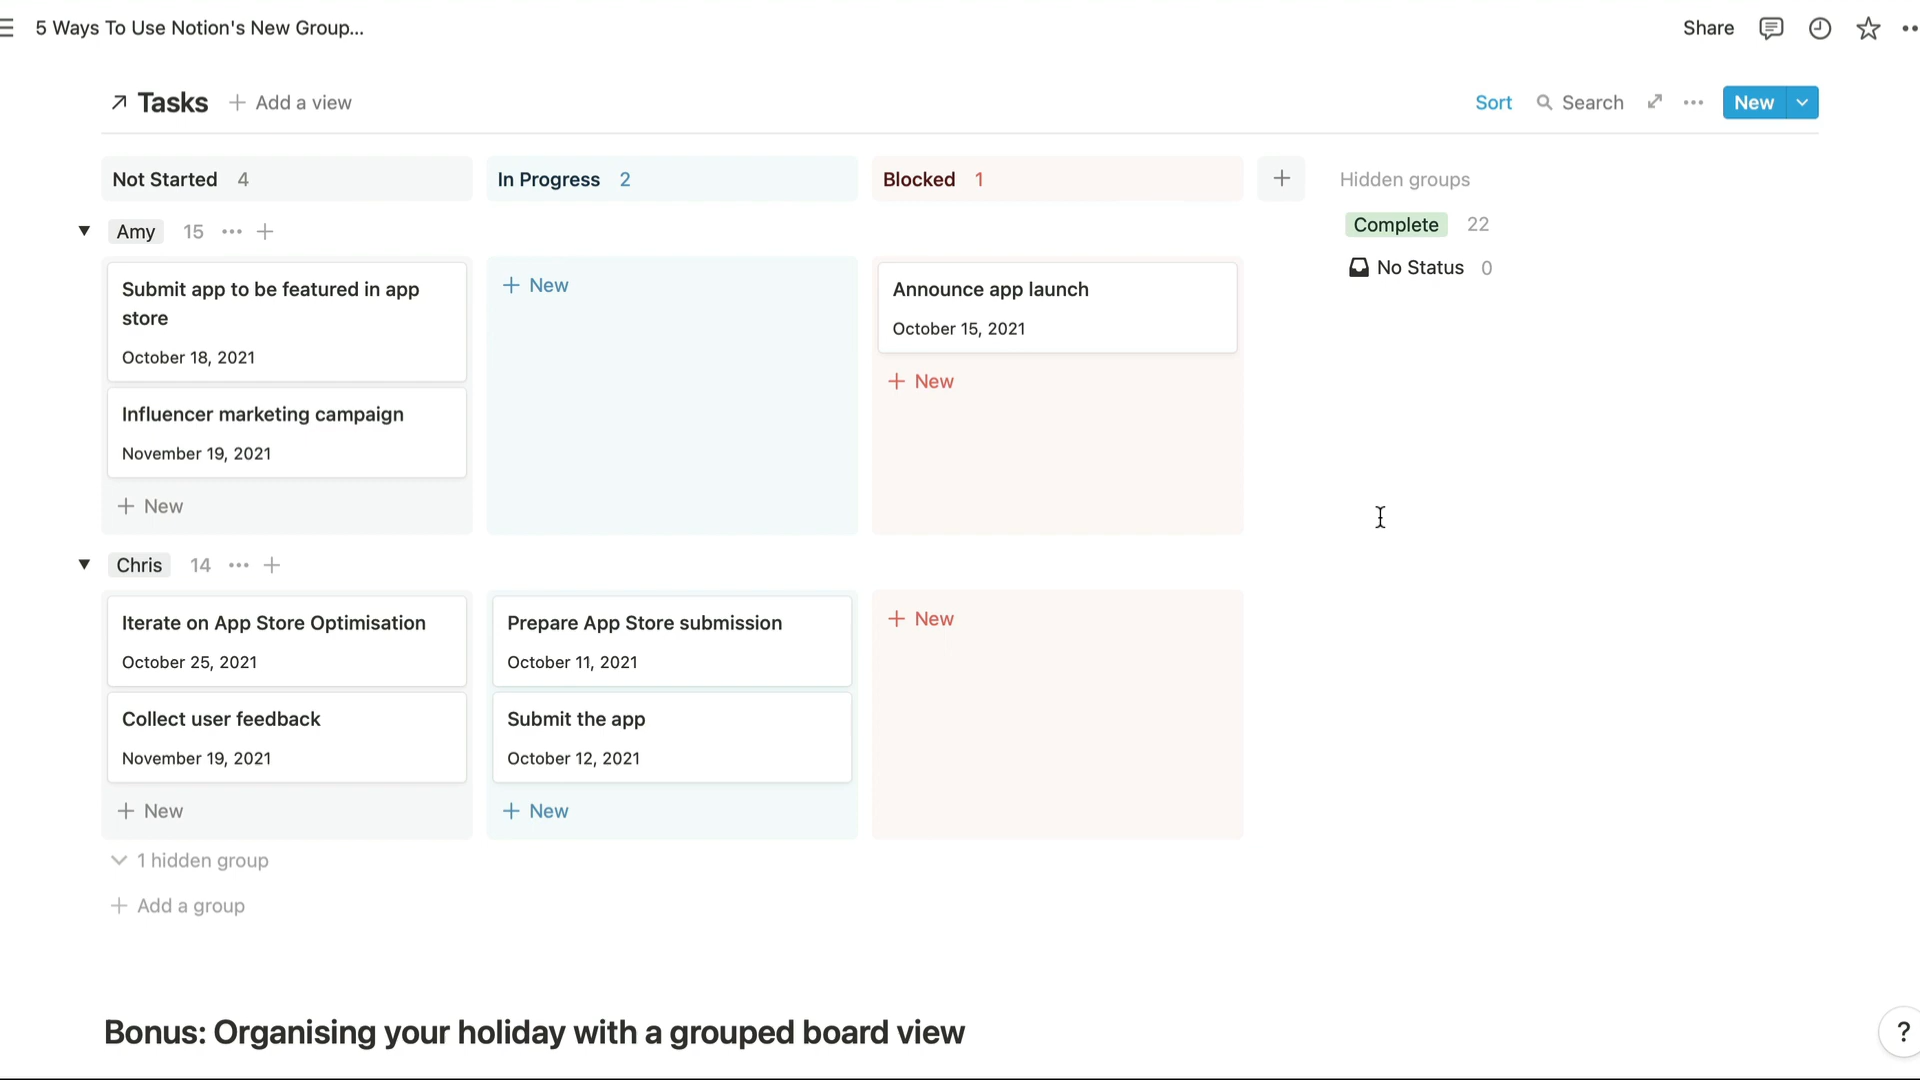 5 Ways To Use Notion's New Group...
Share
Tasks
Add a view
Sort
Search
New
Not Started 4
In Progress 2
Blocked 1
Hidden groups
Complete 22
No Status 0
Amy 15
Submit app to be featured in app
store
October 18, 2021
Influencer marketing campaign
November 19, 2021
+ New
+ New
Announce app launch
October 15, 2021
+ New
Chris 14
Iterate on App Store Optimisation
October 25, 2021
Collect user feedback
November 19, 2021
+ New
Prepare App Store submission
October 11, 2021
Submit the app
October 12, 2021
+ New
+ New
1 hidden group
+ Add a group
Bonus: Organising your holiday with a grouped board view
?